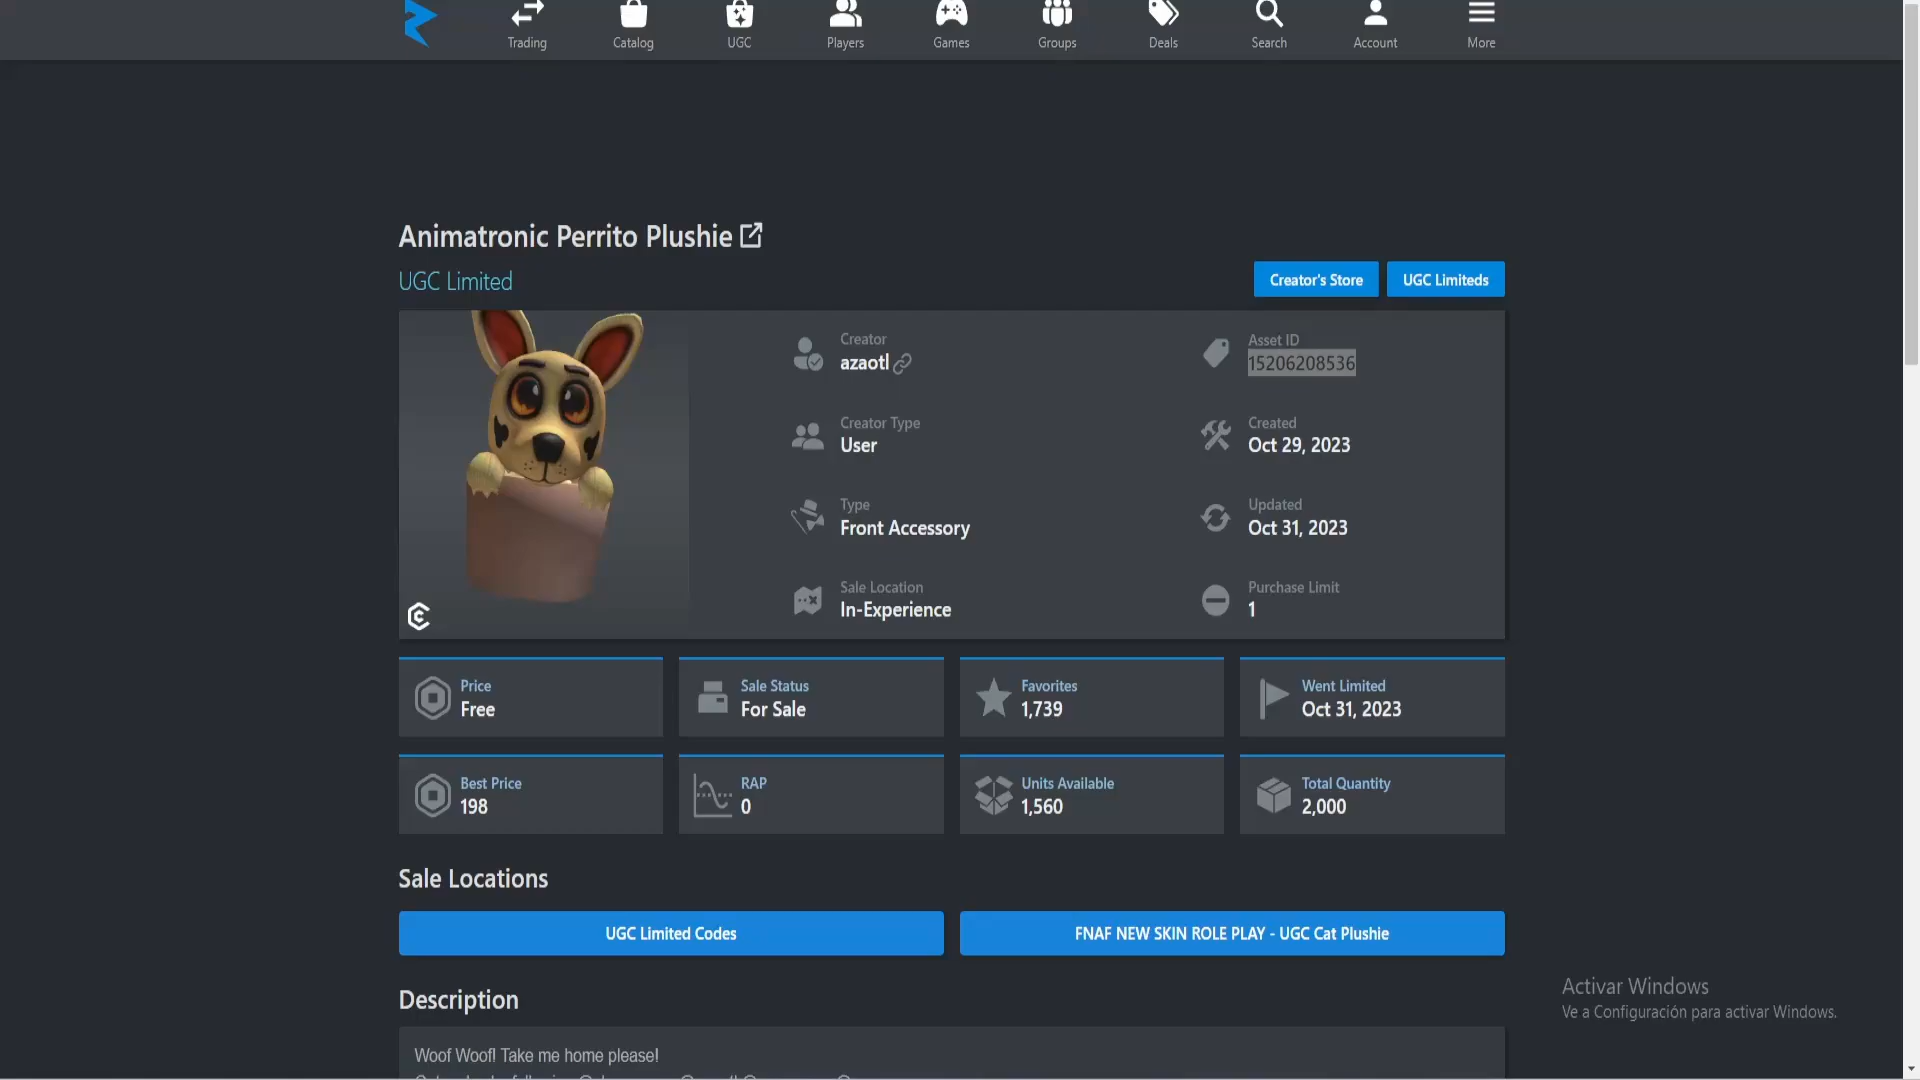 Trading Catalog UGC Players Games Groups Deals Search Account More
Animatronic Perrito Plushie
UGC Limited
Creator's Store UGC Limiteds
Creator
azaotl
Asset ID
15206208536
Creator Type
User
Created
Oct 29, 2023
Type
Front Accessory
Updated
Oct 31, 2023
Sale Location
In-Experience
Purchase Limit
1
Price
Free
Sale Status
For Sale
Favorites
1,739
Went Limited
Oct 31, 2023
Best Price
198
RAP
0
Units Available
1,560
Total Quantity
2,000
Sale Locations
UGC Limited Codes
FNAF NEW SKIN ROLE PLAY - UGC Cat Plushie
Activar Windows
Ve a Configuración para activar Windows.
Description
Woof Woof! Take me home please!